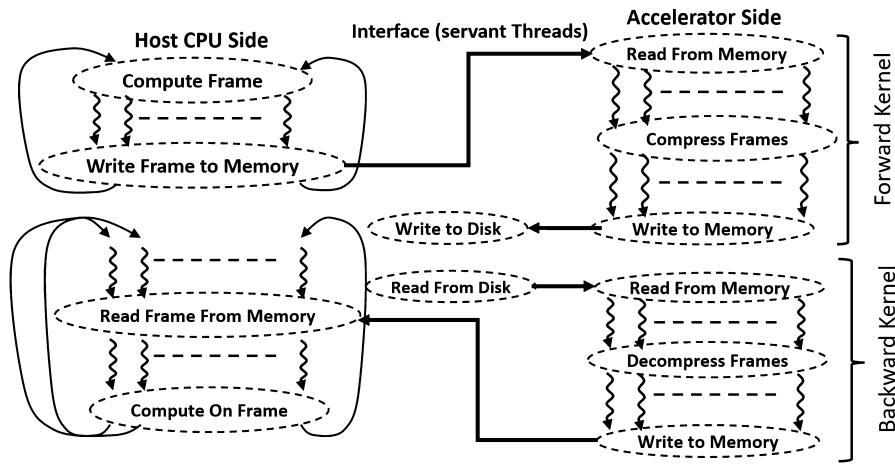 Host CPU Side
Interface (servant Threads)
Accelerator Side
Compute Frame
Write Frame to Memory
Read From Memory
Compress Frames
Write to Memory
Forward Kernel
Write to Disk
Read From Disk
Read Frame From Memory
Compute On Frame
Read From Memory
Decompress Frames
Write to Memory
Backward Kernel